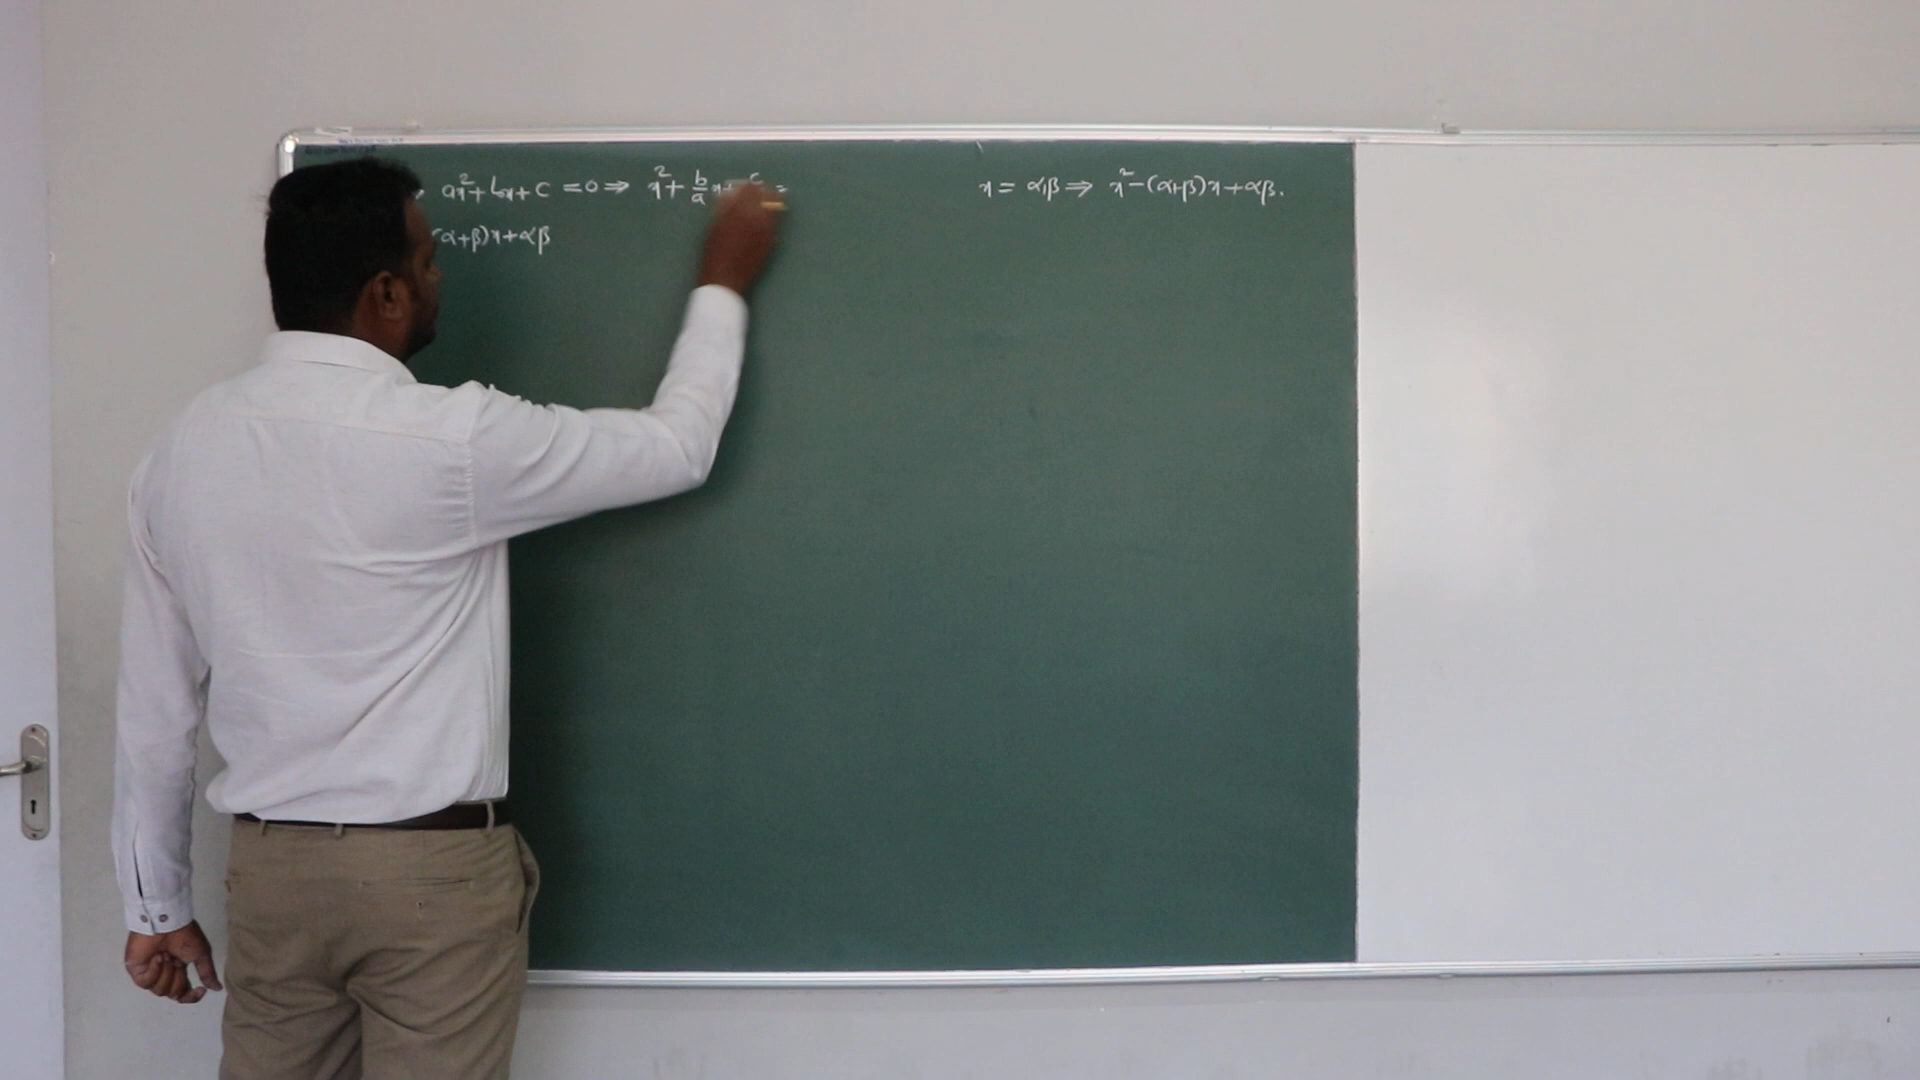 ax²+bx+c =0⇒ x²+ b/a x+ c =
x = α,β⇒ x²-(α+β)x+αβ.
(α+β)x+αβ